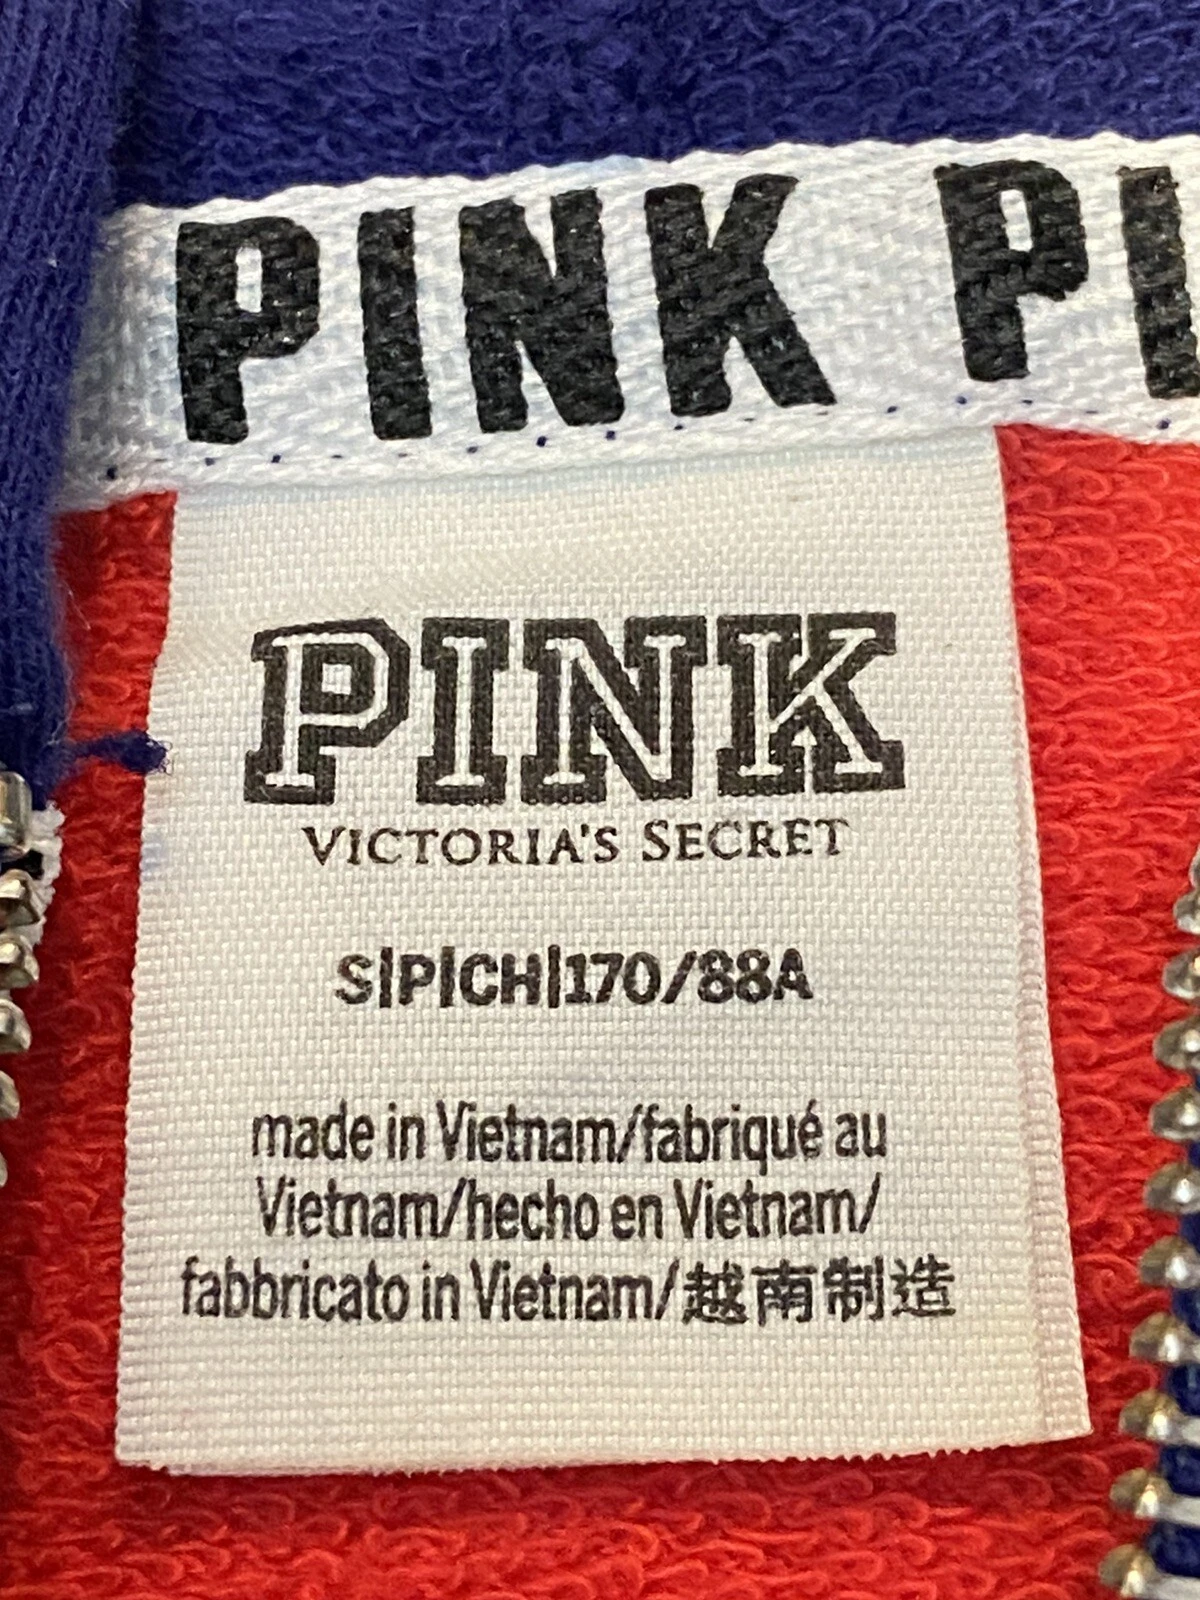 PINK PI
PINK
VICTORIA'S SECRET
S|P|CH|170/88A
made in Vietnam/fabriqué au
Vietnam/hecho en Vietnam/
fabbricato in Vietnam/越南制造